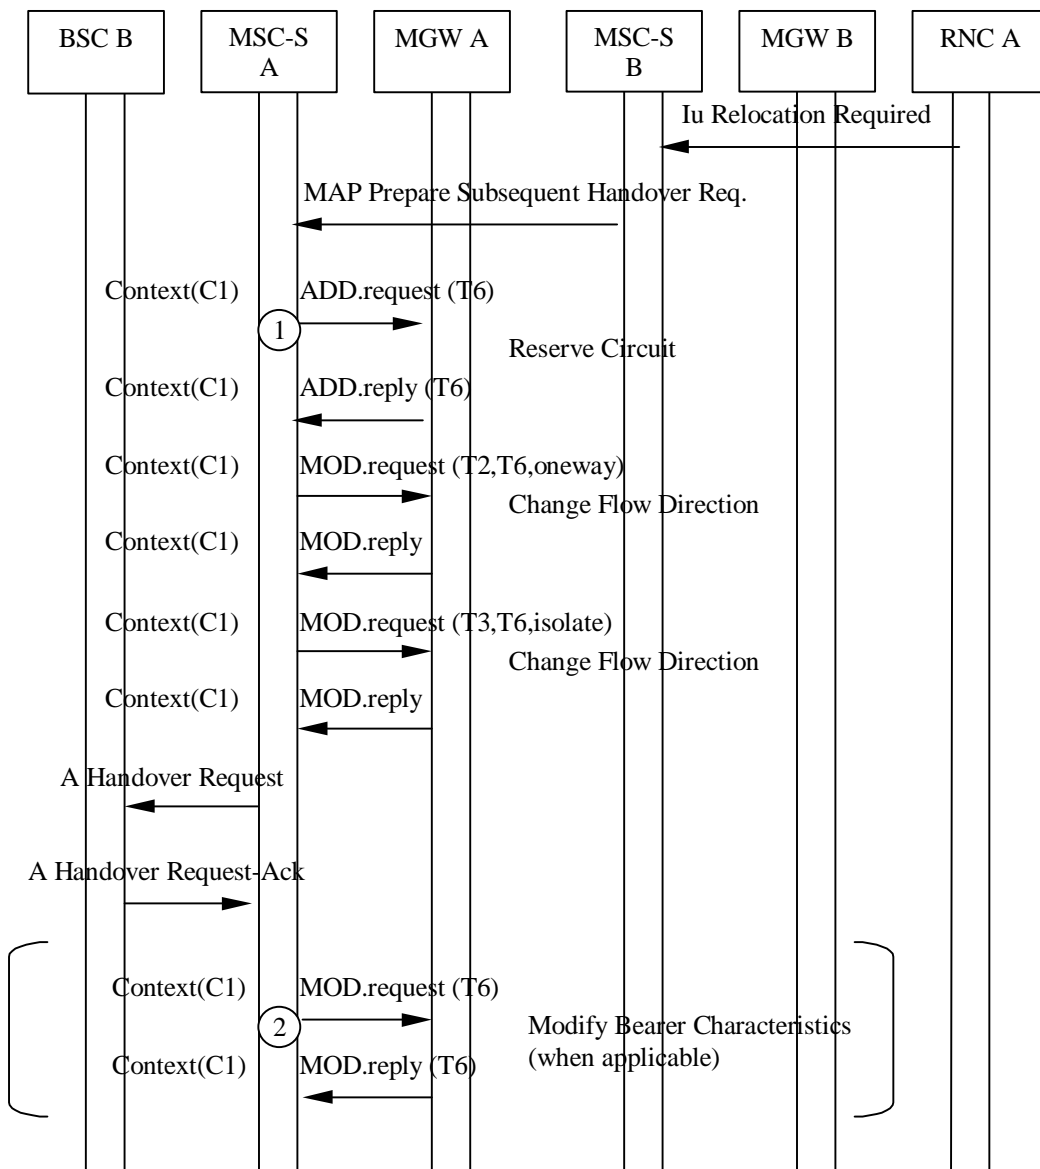 BSC B
MSC-S
A
MGW A
MSC-S
B
MGW B
RNC A
Iu Relocation Required
MAP Prepare Subsequent Handover Req.
Context(C1) ADD.request (T6)
1
Reserve Circuit
Context(C1) ADD.reply (T6)
Context(C1) MOD.request (T2,T6,oneway)
Change Flow Direction
Context(C1) MOD.reply
Context(C1) MOD.request (T3,T6,isolate)
Change Flow Direction
Context(C1) MOD.reply
A Handover Request
A Handover Request-Ack
Context(C1) MOD.request (T6)
2
Modify Bearer Characteristics
(when applicable)
Context(C1) MOD.reply (T6)